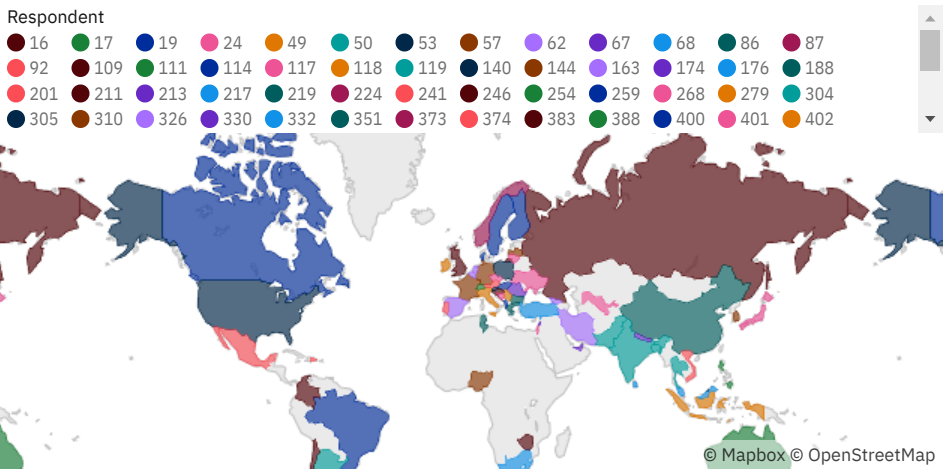 Respondent
16 17 19 24 49 50 53 57 62 67 68 86 87
92 109 111 114 117 118 119 140 144 163 174 176 188
201 211 213 217 219 224 241 246 254 259 268 279 304
305 310 326 330 332 351 373 374 383 388 400 401 402
© Mapbox © OpenStreetMap